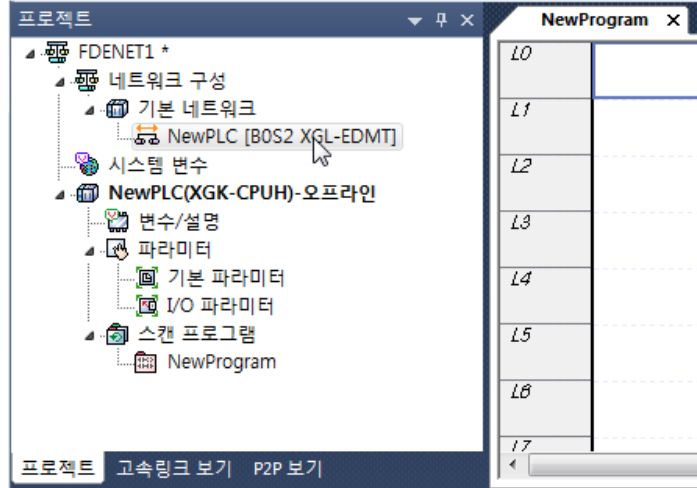 프로젝트
FDENET1 *
네트워크 구성
기본 네트워크
NewPLC [B0S2 XGL-EDMT]
시스템 변수
NewPLC(XGK-CPUH)-오프라인
변수/설명
파라미터
기본 파라미터
I/O 파라미터
스캔 프로그램
NewProgram
프로젝트 고속링크 보기 P2P 보기
NewProgram
L0
L1
L2
L3
L4
L5
L6
L7